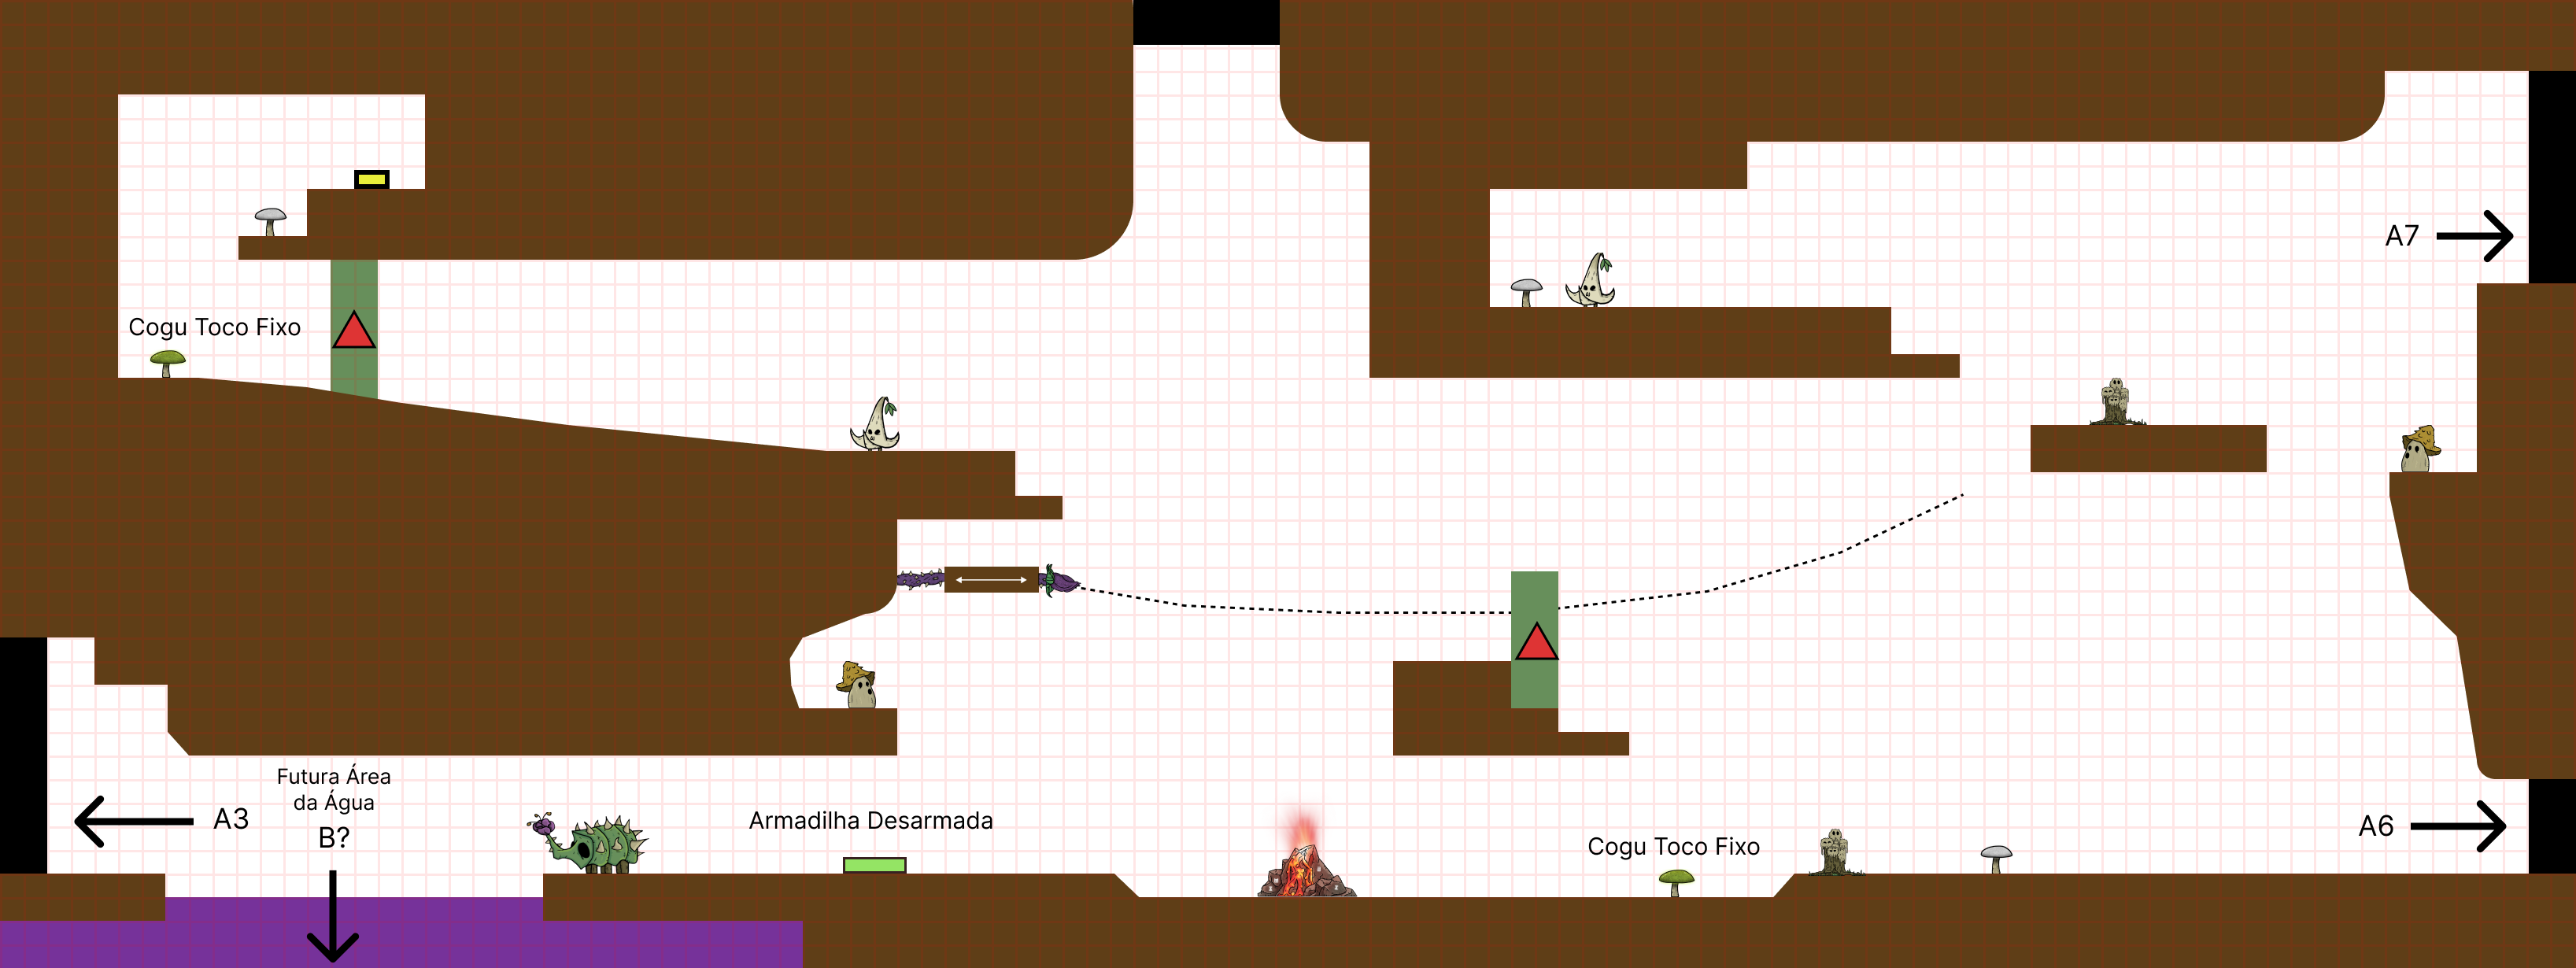 A7
Cogu Toco Fixo
Futura Área
da Água
B?
A3
Armadilha Desarmada
Cogu Toco Fixo
A6